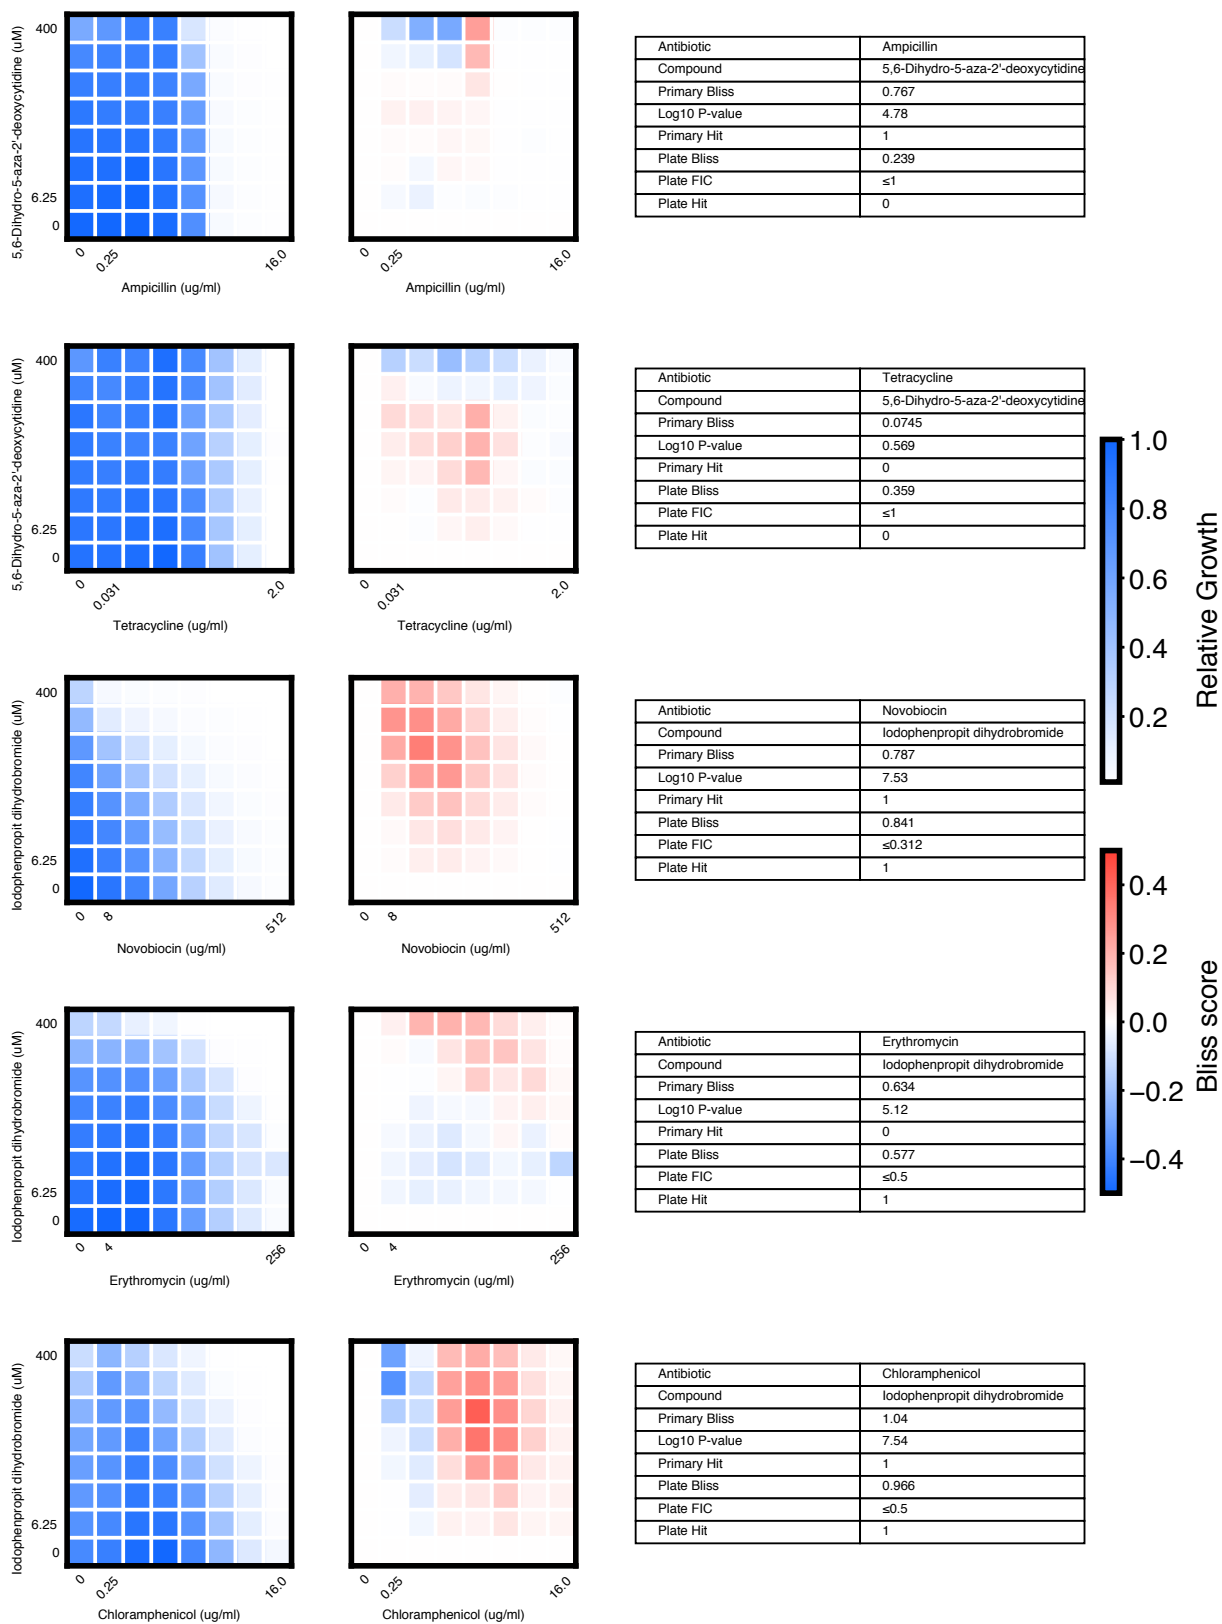 5,6-Dihydro-5-aza-2'-deoxycytidine (uM)
400
6.25
0
0
0.25
16.0
Ampicillin (ug/ml)
0
0.25
16.0
Ampicillin (ug/ml)
Antibiotic Ampicillin
Compound 5,6-Dihydro-5-aza-2'-deoxycytidine
Primary Bliss 0.767
Log10 P-value 4.78
Primary Hit 1
Plate Bliss 0.239
Plate FIC ≤1
Plate Hit 0
5,6-Dihydro-5-aza-2'-deoxycytidine (uM)
400
6.25
0
0
0.031
2.0
Tetracycline (ug/ml)
0
0.031
2.0
Tetracycline (ug/ml)
Antibiotic Tetracycline
Compound 5,6-Dihydro-5-aza-2'-deoxycytidine
Primary Bliss 0.0745
Log10 P-value 0.569
Primary Hit 0
Plate Bliss 0.359
Plate FIC ≤1
Plate Hit 0
Iodophenpropit dihydrobromide (uM)
400
6.25
0
0
8
512
Novobiocin (ug/ml)
0
8
512
Novobiocin (ug/ml)
Antibiotic Novobiocin
Compound Iodophenpropit dihydrobromide
Primary Bliss 0.787
Log10 P-value 7.53
Primary Hit 1
Plate Bliss 0.841
Plate FIC ≤0.312
Plate Hit 1
Iodophenpropit dihydrobromide (uM)
400
6.25
0
0
4
256
Erythromycin (ug/ml)
0
4
256
Erythromycin (ug/ml)
Antibiotic Erythromycin
Compound Iodophenpropit dihydrobromide
Primary Bliss 0.634
Log10 P-value 5.12
Primary Hit 0
Plate Bliss 0.577
Plate FIC ≤0.5
Plate Hit 1
Iodophenpropit dihydrobromide (uM)
400
6.25
0
0
0.25
16.0
Chloramphenicol (ug/ml)
0
0.25
16.0
Chloramphenicol (ug/ml)
Antibiotic Chloramphenicol
Compound Iodophenpropit dihydrobromide
Primary Bliss 1.04
Log10 P-value 7.54
Primary Hit 1
Plate Bliss 0.966
Plate FIC ≤0.5
Plate Hit 1
1.0
0.8
0.6
0.4
0.2
Relative Growth
0.4
0.2
0.0
−0.2
−0.4
Bliss score